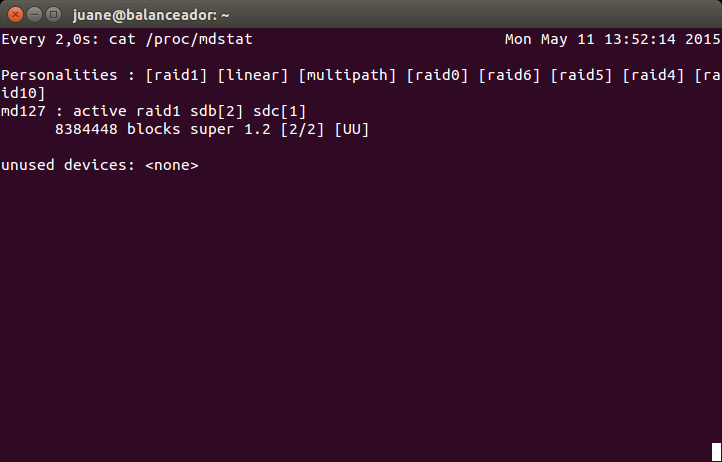 juane@balanceador: ~
Every 2,0s: cat /proc/mdstat Mon May 11 13:52:14 2015
Personalities : [raid1] [linear] [multipath] [raid0] [raid6] [raid5] [raid4] [ra
id10]
md127 : active raid1 sdb[2] sdc[1]
8384448 blocks super 1.2 [2/2] [UU]
unused devices: <none>